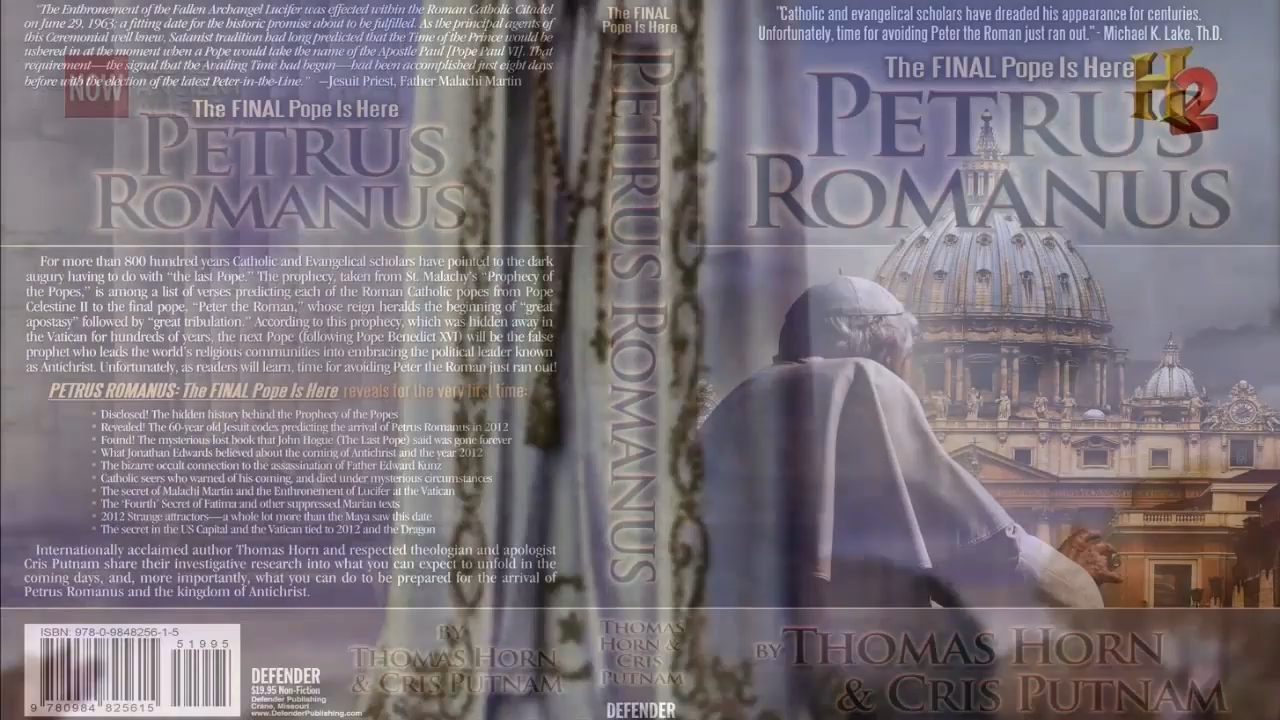 "The Enthronement of the Fallen Archangel Lucifer was effected within the Roman Catholic Citadel
on June 29, 1963; a fitting date for the historic promise about to be fulfilled. As the principal agents of
this Ceremonial well knew, Satanist tradition had long predicted that the Time of the Prince would be
ushered in at the moment when a Pope would take the name of the Apostle Paul [Pope Paul VI]. That
requirement—the signal that the Availing Time had begun—had been accomplished just eight days
before with the election of the latest Peter-in-the-Line." —Jesuit Priest, Father Malachi Martin
NOW
The FINAL Pope Is Here
PETRUS
ROMANUS
For more than 800 hundred years Catholic and Evangelical scholars have pointed to the dark
augury having to do with "the last Pope." The prophecy, taken from St. Malachy's "Prophecy of
the Popes," is among a list of verses predicting each of the Roman Catholic popes from Pope
Celestine II to the final pope, "Peter the Roman," whose reign heralds the beginning of "great
apostasy" followed by "great tribulation." According to this prophecy, which was hidden away in
the Vatican for hundreds of years, the next Pope (following Pope Benedict XVI) will be the false
prophet who leads the world's religious communities into embracing the political leader known
as Antichrist. Unfortunately, as readers will learn, time for avoiding Peter the Roman just ran out!
PETRUS ROMANUS: The FINAL Pope Is Here reveals for the very first time:
* Disclosed! The hidden history behind the Prophecy of the Popes
* Revealed! The 60-year old Jesuit codex predicting the arrival of Petrus Romanus in 2012
* Found! The mysterious lost book that John Hogue (The Last Pope) said was gone forever
* What Jonathan Edwards believed about the coming of Antichrist and the year 2012
* The bizarre occult connection to the assassination of Father Edward Kunz
* Catholic seers who warned of his coming, and died under mysterious circumstances
* The secret of Malachi Martin and the Enthronement of Lucifer at the Vatican
* The 'Fourth' Secret of Fatima and other suppressed Marian texts
* 2012 Strange attractors—a whole lot more than the Maya saw this date
* The secret in the US Capital and the Vatican tied to 2012 and the Dragon
Internationally acclaimed author Thomas Horn and respected theologian and apologist
Cris Putnam share their investigative research into what you can expect to unfold in the
coming days, and, more importantly, what you can do to be prepared for the arrival of
Petrus Romanus and the kingdom of Antichrist.
ISBN: 978-0-9848256-1-5
51995
9 780984 825615
DEFENDER
$19.95 Non-Fiction
Defender Publishing
Crane, Missouri
www.DefenderPublishing.com
BY
THOMAS HORN
& CRIS PUTNAM
The FINAL
Pope Is Here
PETRUS ROMANUS
THOMAS
HORN &
CRIS
PUTNAM
DEFENDER
"Catholic and evangelical scholars have dreaded his appearance for centuries.
Unfortunately, time for avoiding Peter the Roman just ran out." - Michael K. Lake, Th.D.
The FINAL Pope Is Here
H2
PETRUS
ROMANUS
BY THOMAS HORN
& CRIS PUTNAM